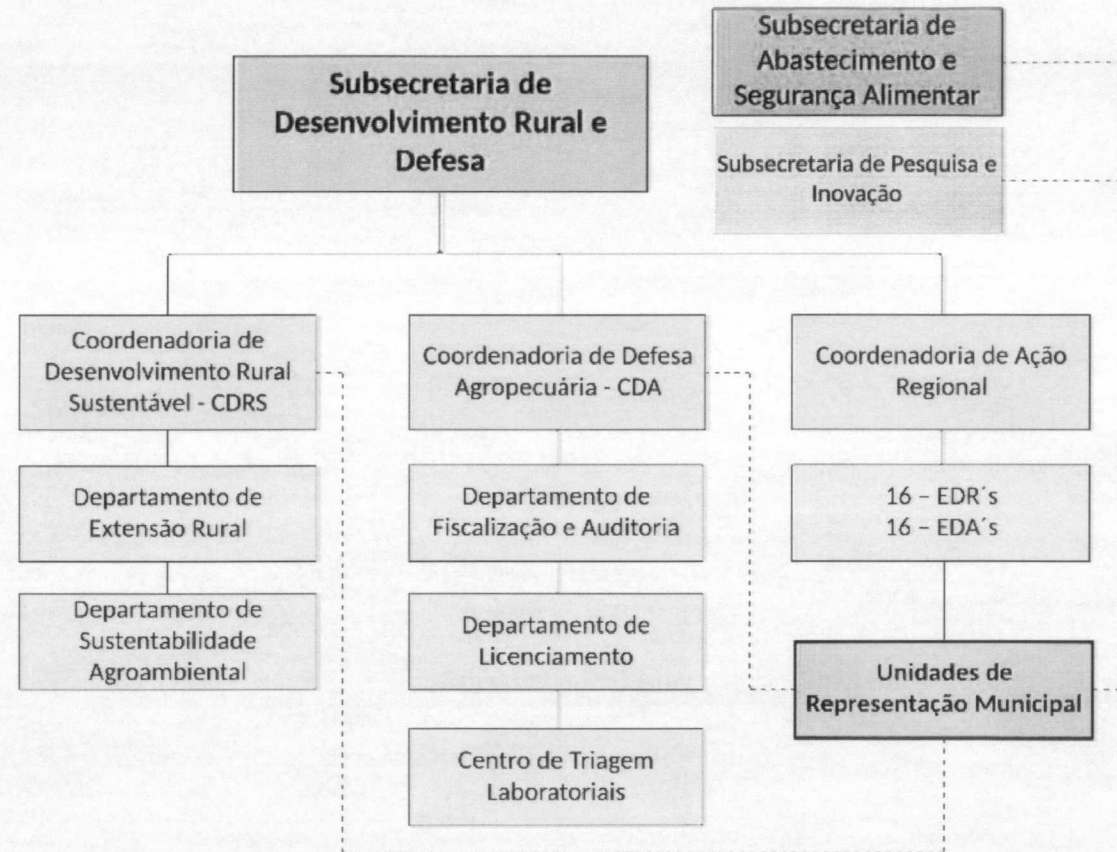 Subsecretaria de
Abastecimento e
Segurança Alimentar
Subsecretaria de
Desenvolvimento Rural e
Defesa
Subsecretaria de Pesquisa e
Inovação
Coordenadoria de
Desenvolvimento Rural
Sustentável - CDRS
Coordenadoria de Defesa
Agropecuária - CDA
Coordenadoria de Ação
Regional
Departamento de
Extensão Rural
Departamento de
Fiscalização e Auditoria
16 – EDR´s
16 – EDA´s
Departamento de
Sustentabilidade
Agroambiental
Departamento de
Licenciamento
Unidades de
Representação Municipal
Centro de Triagem
Laboratoriais